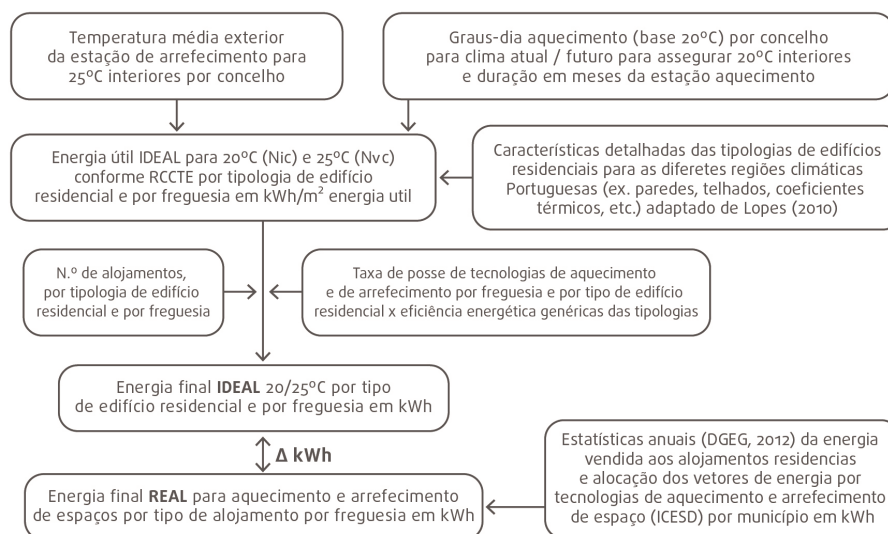 Temperatura média exterior
da estação de arrefecimento para
25ºC interiores por concelho
Graus-dia aquecimento (base 20ºC) por concelho
para clima atual / futuro para assegurar 20ºC interiores
e duração em meses da estação aquecimento
Energia útil IDEAL para 20ºC (Nic) e 25ºC (Nvc)
conforme RCCTE por tipologia de edifício
residencial e por freguesia em kWh/m² energia util
Características detalhadas das tipologias de edifícios
residenciais para as diferetes regiões climáticas
Portuguesas (ex. paredes, telhados, coeficientes
térmicos, etc.) adaptado de Lopes (2010)
N.º de alojamentos,
por tipologia de edifício
residencial e por freguesia
Taxa de posse de tecnologias de aquecimento
e de arrefecimento por freguesia e por tipo de edifício
residencial x eficiência energética genéricas das tipologias
Energia final IDEAL 20/25ºC por tipo
de edifício residencial e por freguesia em kWh
Δ kWh
Energia final REAL para aquecimento e arrefecimento
de espaços por tipo de alojamento por freguesia em kWh
Estatísticas anuais (DGEG, 2012) da energia
vendida aos alojamentos residencias
e alocação dos vetores de energia por
tecnologias de aquecimento e arrefecimento
de espaço (ICESD) por município em kWh